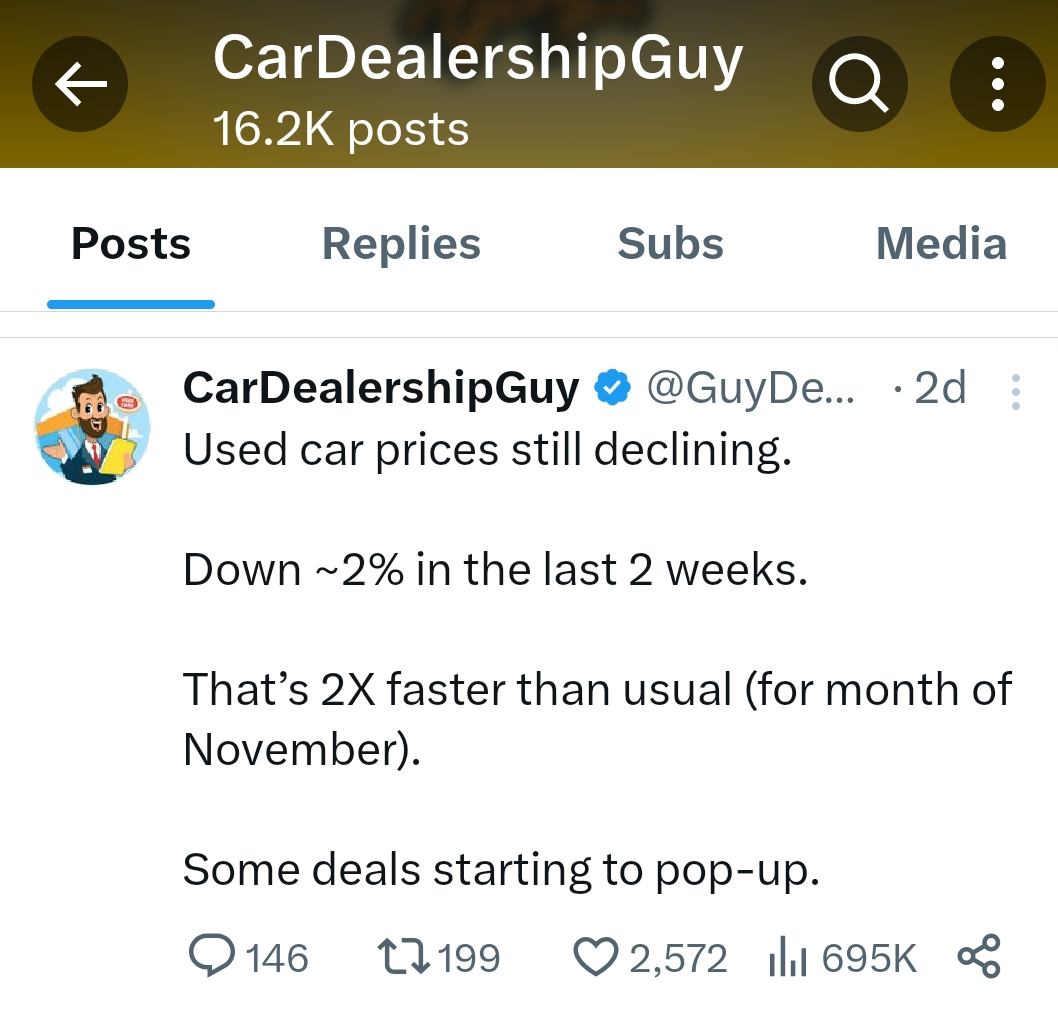 CarDealershipGuy
16.2K posts
Posts Replies Subs Media
CarDealershipGuy @GuyDe... · 2d
Used car prices still declining.
Down ~2% in the last 2 weeks.
That’s 2X faster than usual (for month of
November).
Some deals starting to pop-up.
146 199 2,572 695K